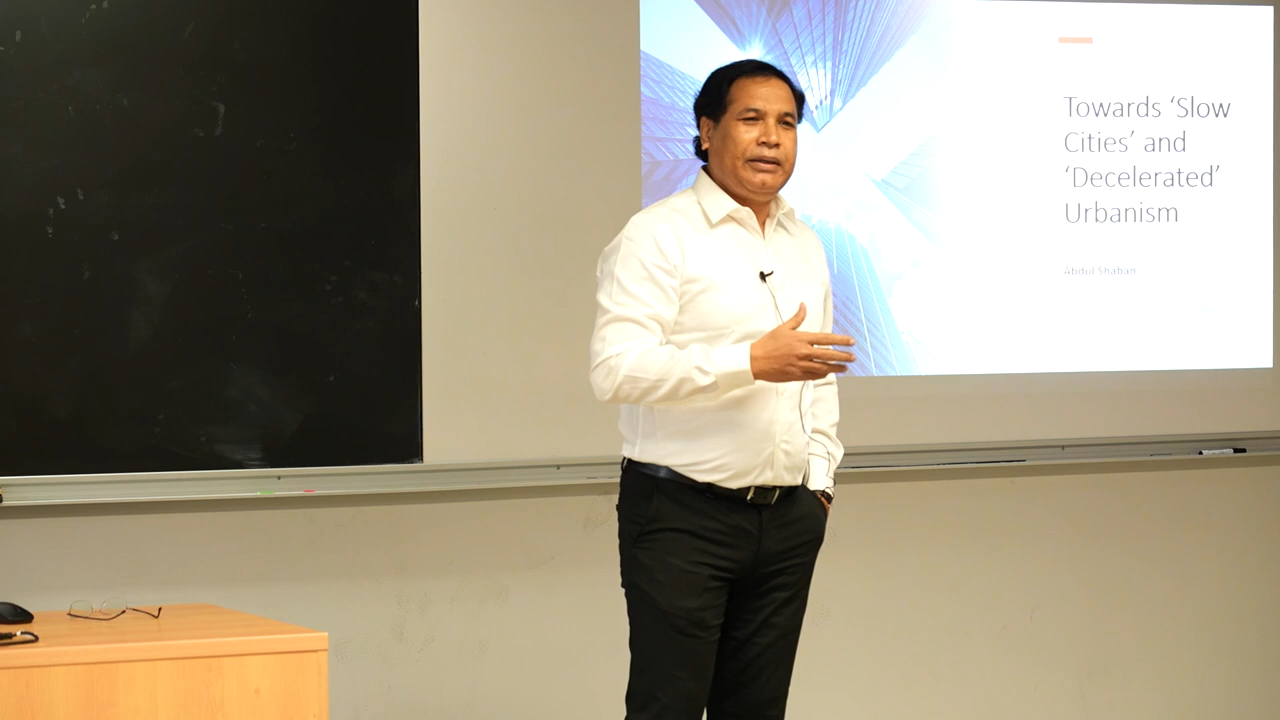 Towards ‘Slow
Cities’ and
‘Decelerated’
Urbanism
Abdul Shaban